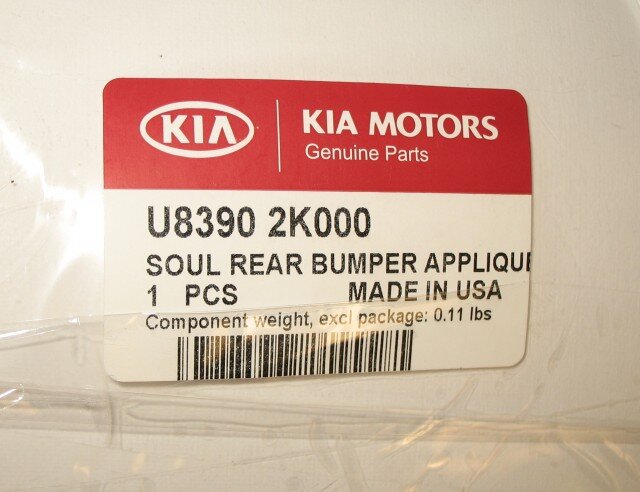 KIA
KIA MOTORS
Genuine Parts
U8390 2K000
SOUL REAR BUMPER APPLIQUE
1 PCS MADE IN USA
Component weight, excl package: 0.11 lbs